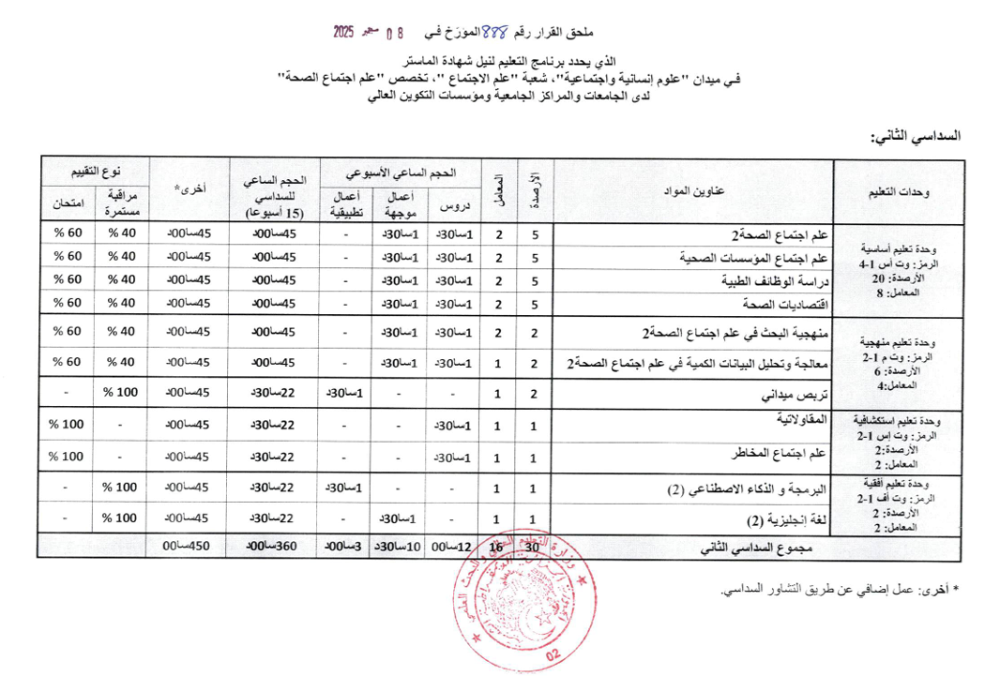 ملحق القرار رقم 888 المؤرخ في 08 سبتمبر 2025
الذي يحدد برنامج التعليم لنيل شهادة الماستر
في ميدان "علوم إنسانية واجتماعية"، شعبة "علم الاجتماع "، تخصص "علم اجتماع الصحة"
لدى الجامعات والمراكز الجامعية ومؤسسات التكوين العالي
السداسي الثاني:
وحدات التعليم | عناوين المواد | الأرصدة | المعامل | الحجم الساعي الأسبوعي | الحجم الساعي للسداسي (15 أسبوعا) | أخرى* | نوع التقييم
دروس | أعمال موجهة | أعمال تطبيقية | مراقبة مستمرة | امتحان
وحدة تعليم أساسية
الرمز: وت أس 1-4
الأرصدة: 20
المعامل: 8
علم اجتماع الصحة2 | 5 | 2 | 1سا30د | 1سا30د | - | 45سا00د | 45سا00د | 40 % | 60 %
علم اجتماع المؤسسات الصحية | 5 | 2 | 1سا30د | 1سا30د | - | 45سا00د | 45سا00د | 40 % | 60 %
دراسة الوظائف الطبية | 5 | 2 | 1سا30د | 1سا30د | - | 45سا00د | 45سا00د | 40 % | 60 %
اقتصاديات الصحة | 5 | 2 | 1سا30د | 1سا30د | - | 45سا00د | 45سا00د | 40 % | 60 %
وحدة تعليم منهجية
الرمز: وت م 1-2
الأرصدة: 6
المعامل:4
منهجية البحث في علم اجتماع الصحة2 | 2 | 2 | 1سا30د | 1سا30د | - | 45سا00د | 45سا00د | 40 % | 60 %
معالجة وتحليل البيانات الكمية في علم اجتماع الصحة2 | 2 | 1 | 1سا30د | 1سا30د | - | 45سا00د | 45سا00د | 40 % | 60 %
تربص ميداني | 2 | 1 | - | - | 1سا30د | 22سا30د | 45سا00د | 100 % | -
وحدة تعليم استكشافية
الرمز: وت إس 1-2
الأرصدة:2
المعامل: 2
المقاولاتية | 1 | 1 | 1سا30د | - | - | 22سا30د | 45سا00د | - | 100 %
علم اجتماع المخاطر | 1 | 1 | 1سا30د | - | - | 22سا30د | 45سا00د | - | 100 %
وحدة تعليم أفقية
الرمز: وت أف 1-2
الأرصدة: 2
المعامل: 2
البرمجة و الذكاء الاصطناعي (2) | 1 | 1 | - | - | 1سا30د | 22سا30د | 45سا00د | 100 % | -
لغة إنجليزية (2) | 1 | 1 | - | 1سا30د | - | 22سا30د | 45سا00د | 100 % | -
مجموع السداسي الثاني | 30 | 16 | 12سا00 | 10سا30د | 3سا00د | 360سا00د | 450سا00
* أخرى: عمل إضافي عن طريق التشاور السداسي.
وزارة التعليم العالي والبحث العلمي
02